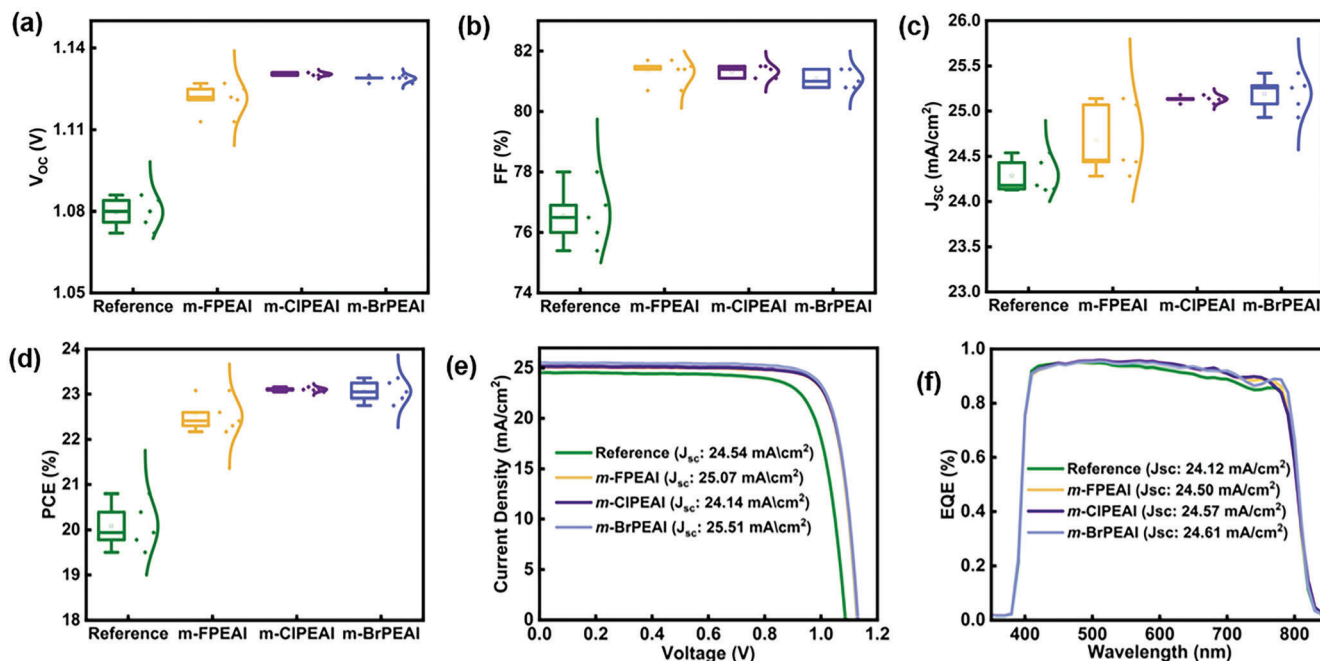 (a)
V_OC (V)
1.14
1.11
1.08
1.05
Reference m-FPEAI m-ClPEAI m-BrPEAI
(b)
FF (%)
82
80
78
76
74
Reference m-FPEAI m-ClPEAI m-BrPEAI
(c)
J_SC (mA/cm²)
26.0
25.5
25.0
24.5
24.0
23.5
23.0
Reference m-FPEAI m-ClPEAI m-BrPEAI
(d)
PCE (%)
24
23
22
21
20
19
18
Reference m-FPEAI m-ClPEAI m-BrPEAI
(e)
Current Density (mA/cm²)
25
20
15
10
5
0
Reference (J_sc: 24.54 mA\cm²)
m-FPEAI (J_sc: 25.07 mA\cm²)
m-ClPEAI (J_sc: 24.14 mA\cm²)
m-BrPEAI (J_sc: 25.51 mA\cm²)
0.0 0.2 0.4 0.6 0.8 1.0 1.2
Voltage (V)
(f)
EQE (%)
1.0
0.8
0.6
0.4
0.2
0.0
Reference (Jsc: 24.12 mA/cm²)
m-FPEAI (Jsc: 24.50 mA/cm²)
m-ClPEAI (Jsc: 24.57 mA/cm²)
m-BrPEAI (Jsc: 24.61 mA/cm²)
400 500 600 700 800
Wavelength (nm)